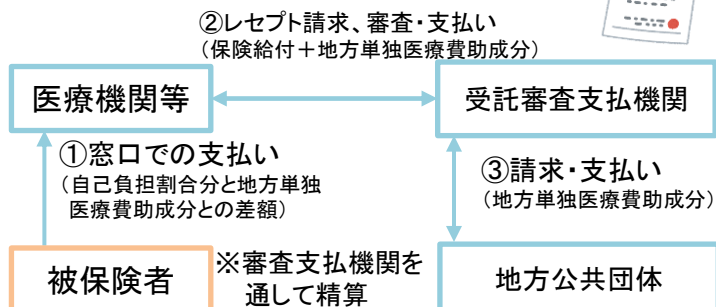 ②レセプト請求、審査・支払い
（保険給付＋地方単独医療費助成分）
医療機関等
受託審査支払機関
①窓口での支払い
（自己負担割合分と地方単独
医療費助成分との差額）
③請求・支払い
（地方単独医療費助成分）
被保険者
※審査支払機関を
通して精算
地方公共団体